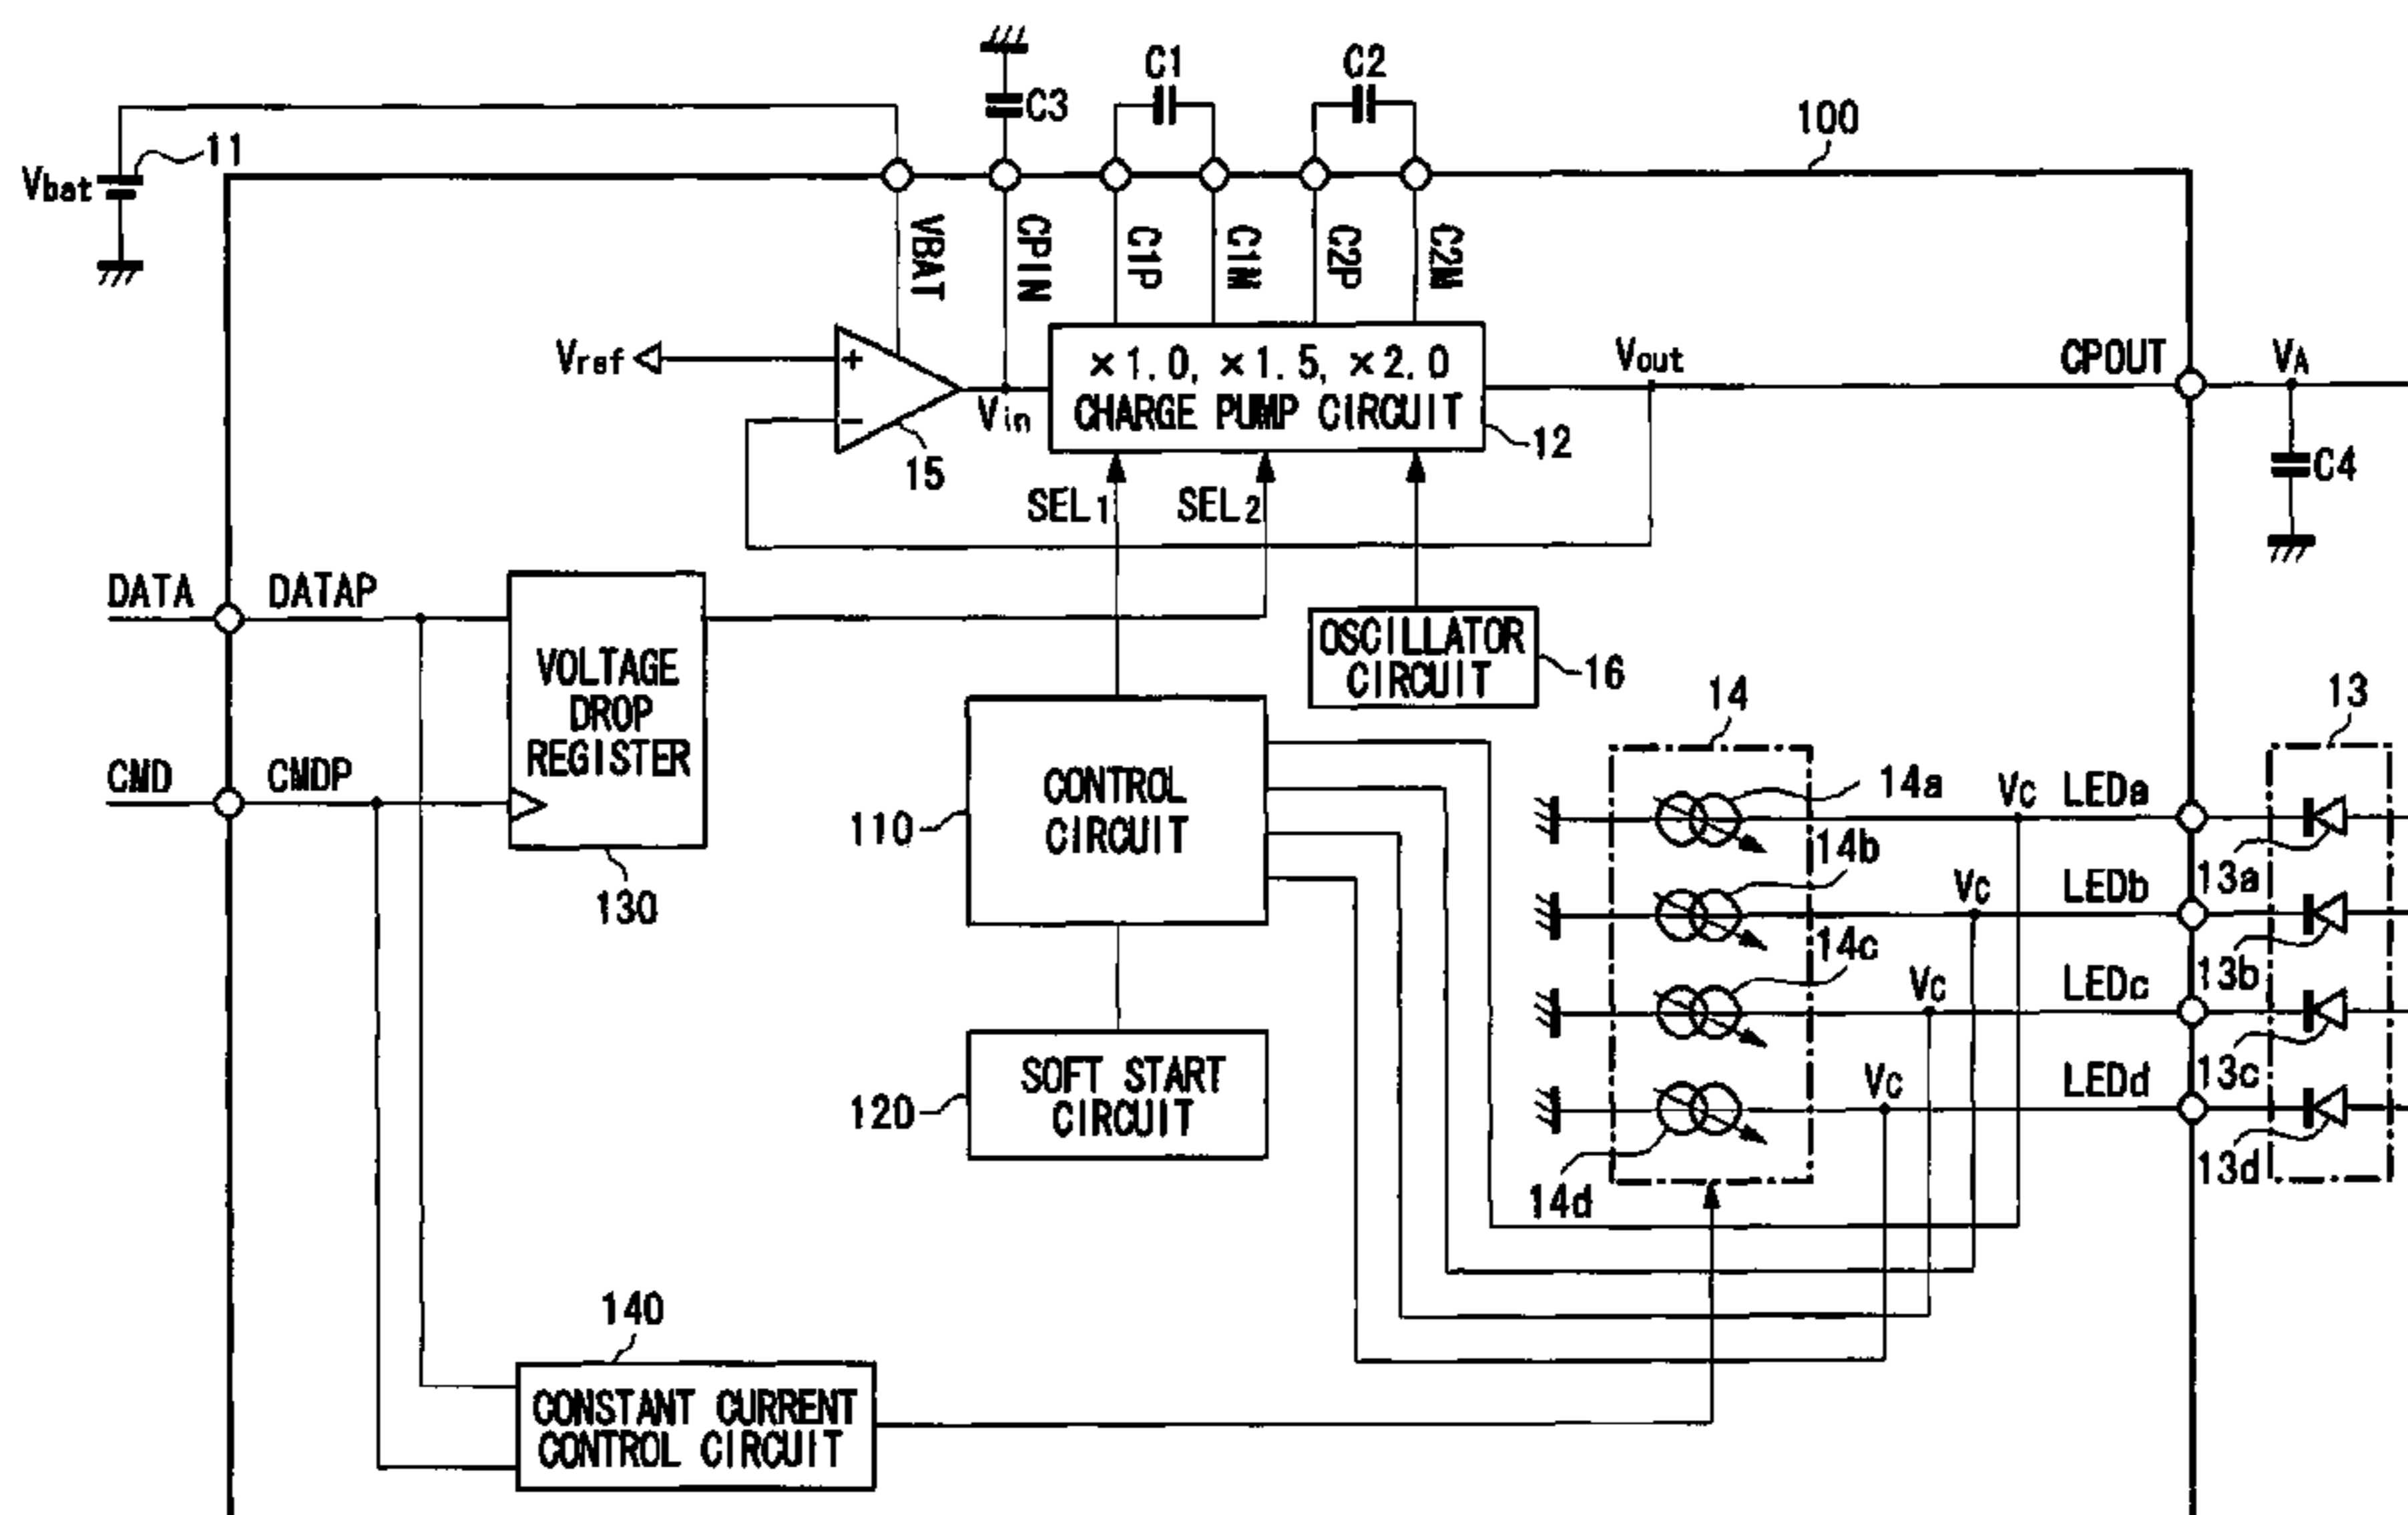 C1
C2
C3
100
11
Vbat
VBAT
CPIN
C1P
C1M
C2P
C2M
Vref
+
−
15
Vin
×1.0, ×1.5, ×2.0
CHARGE PUMP CIRCUIT
12
Vout
CPOUT
VA
C4
SEL1
SEL2
DATA
DATAP
VOLTAGE
DROP
REGISTER
130
CMD
CMDP
OSCILLATOR
CIRCUIT
16
CONTROL
CIRCUIT
110
SOFT START
CIRCUIT
120
14
14a
14b
14c
14d
VC
LEDa
VC
LEDb
VC
LEDc
VC
LEDd
13
13a
13b
13c
13d
140
CONSTANT CURRENT
CONTROL CIRCUIT